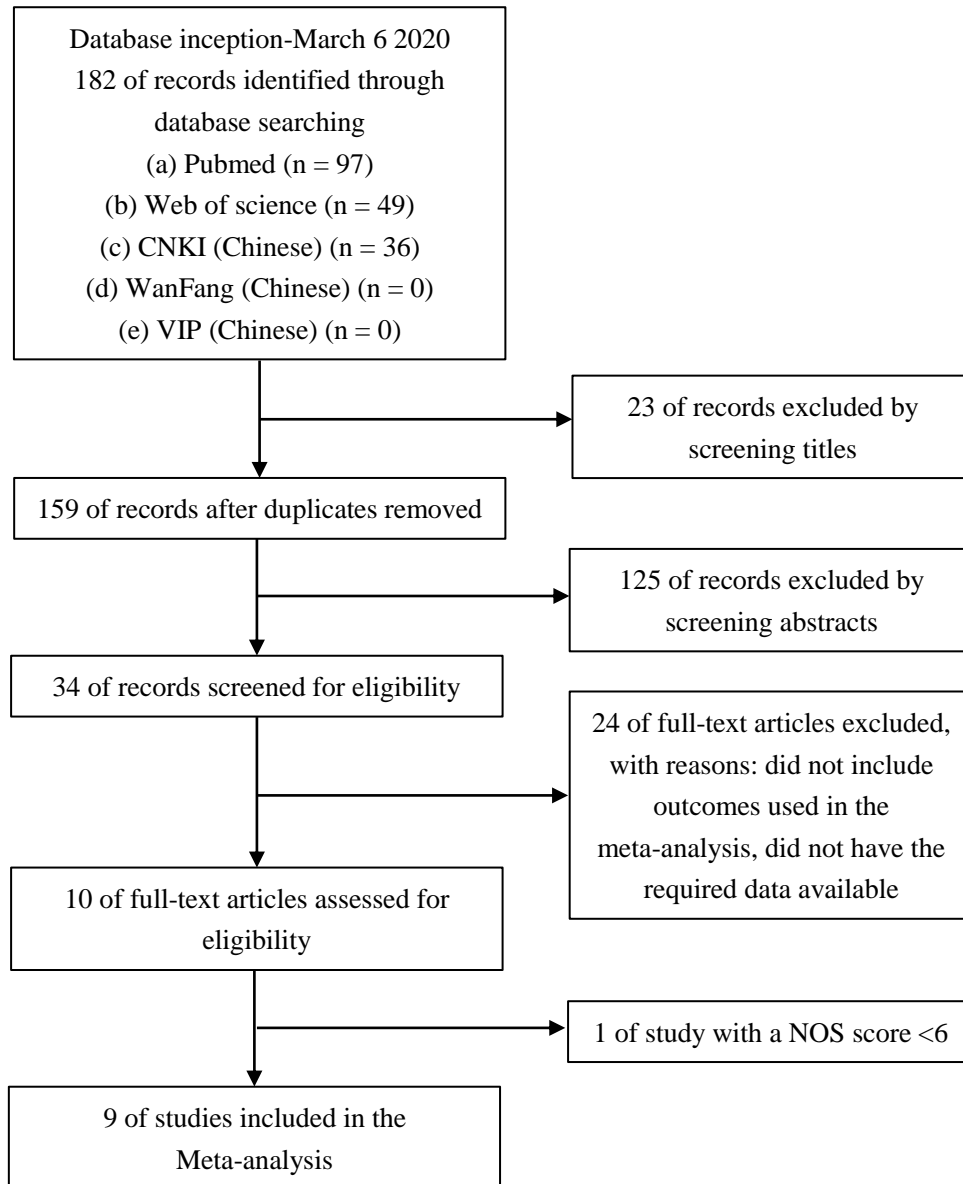 Database inception-March 6 2020
182 of records identified through
database searching
(a) Pubmed (n = 97)
(b) Web of science (n = 49)
(c) CNKI (Chinese) (n = 36)
(d) WanFang (Chinese) (n = 0)
(e) VIP (Chinese) (n = 0)
23 of records excluded by
screening titles
159 of records after duplicates removed
125 of records excluded by
screening abstracts
34 of records screened for eligibility
24 of full-text articles excluded,
with reasons: did not include
outcomes used in the
meta-analysis, did not have the
required data available
10 of full-text articles assessed for
eligibility
1 of study with a NOS score <6
9 of studies included in the
Meta-analysis